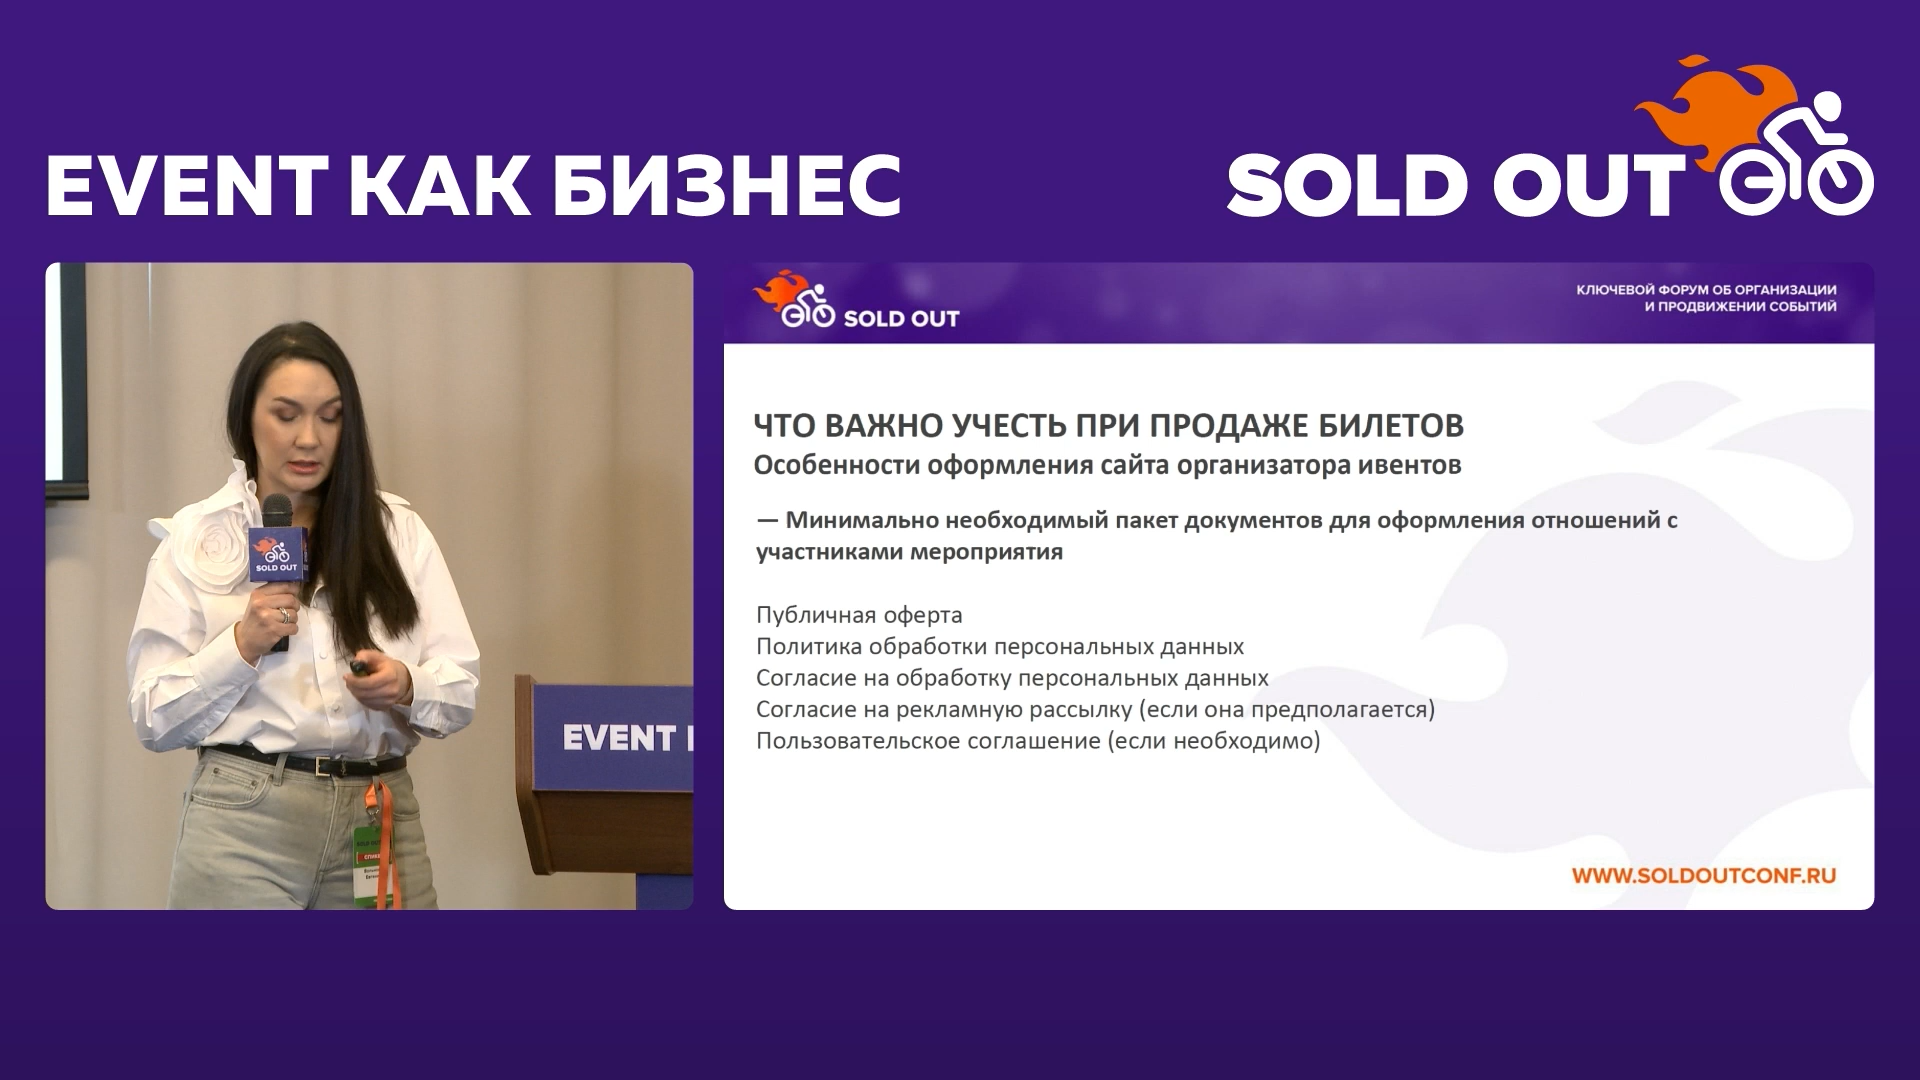 EVENT КАК БИЗНЕС
SOLD OUT
SOLD OUT
EVENT
SOLD OUT
КЛЮЧЕВОЙ ФОРУМ ОБ ОРГАНИЗАЦИИ
И ПРОДВИЖЕНИИ СОБЫТИЙ
ЧТО ВАЖНО УЧЕСТЬ ПРИ ПРОДАЖЕ БИЛЕТОВ
Особенности оформления сайта организатора ивентов
— Минимально необходимый пакет документов для оформления отношений с
участниками мероприятия
Публичная оферта
Политика обработки персональных данных
Согласие на обработку персональных данных
Согласие на рекламную рассылку (если она предполагается)
Пользовательское соглашение (если необходимо)
WWW.SOLDOUTCONF.RU